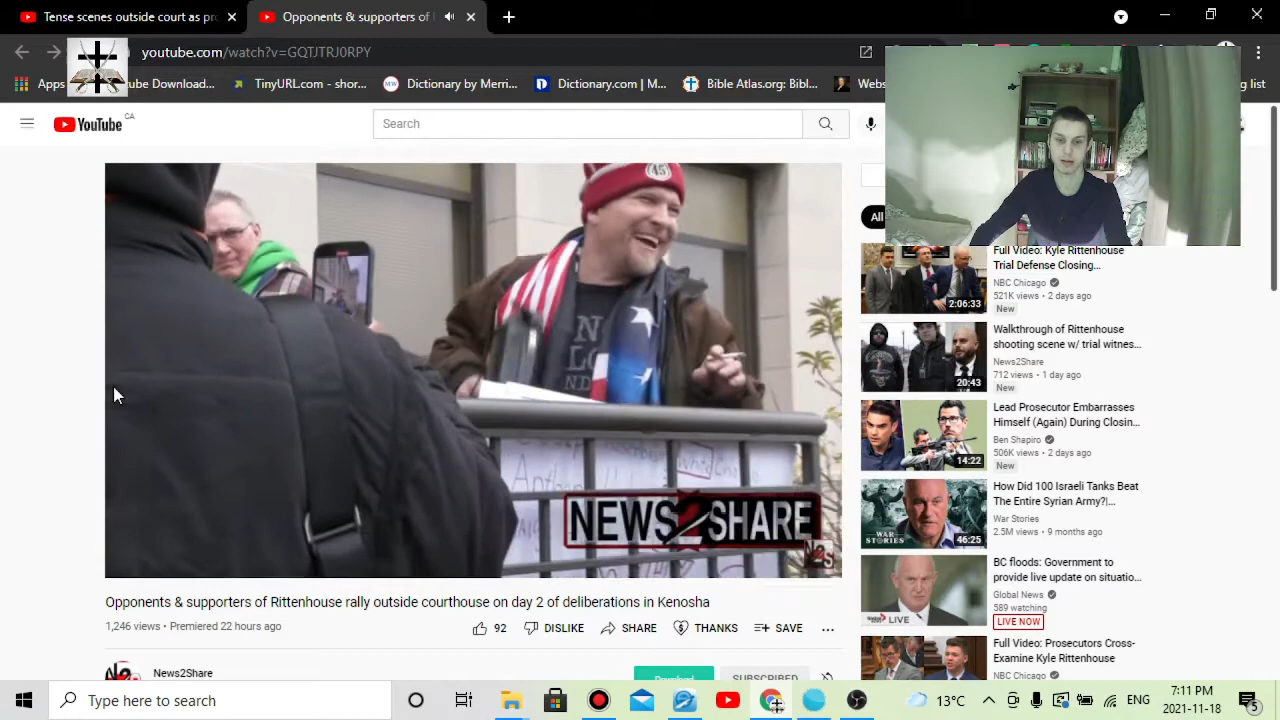 Tense scenes outside court as pro
Opponents & supporters of
youtube.com/watch?v=GQTJTRJ0RPY
Apps
ube Download...
TinyURL.com - shor...
Dictionary by Merri...
Dictionary.com | M...
Bible Atlas.org: Bibl...
Webs
g list
YouTube CA
Search
All
45
NEWS2SHARE
N2S
Full Video: Kyle Rittenhouse
Trial Defense Closing...
NBC Chicago
521K views • 2 days ago
New
2:06:33
Walkthrough of Rittenhouse
shooting scene w/ trial witnes...
News2Share
712 views • 1 day ago
New
20:43
Lead Prosecutor Embarrasses
Himself (Again) During Closin...
Ben Shapiro
506K views • 2 days ago
New
14:22
How Did 100 Israeli Tanks Beat
The Entire Syrian Army?|...
War Stories
2.5M views • 9 months ago
WAR STORIES
46:25
BC floods: Government to
provide live update on situatio...
Global News
589 watching
LIVE NOW
LIVE
Full Video: Prosecutors Cross-
Examine Kyle Rittenhouse
NBC Chicago
Opponents & supporters of Rittenhouse rally outside courthouse on day 2 of deliberations in Kenosha
1,246 views • Premiered 22 hours ago
92
DISLIKE
SHARE
THANKS
SAVE
News2Share
Download
SUBSCRIBED
Type here to search
13°C
ENG
7:11 PM
2021-11-18
5